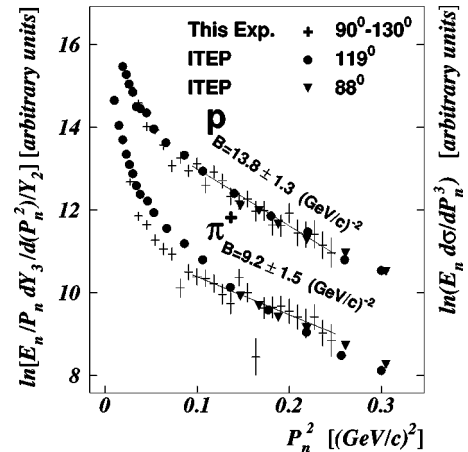 This Exp. + 90⁰-130⁰
ITEP ● 119⁰
ITEP ▼ 88⁰
ln[Eₙ/Pₙ dY₃/d(Pₙ²)/Y₂] [arbitrary units]
ln(Eₙ dσ/dPₙ³) [arbitrary units]
16
14
12
10
8
p
B=13.8 ± 1.3 (GeV/c)⁻²
π⁺
B=9.2 ± 1.5 (GeV/c)⁻²
0 0.1 0.2 0.3
Pₙ² [(GeV/c)²]